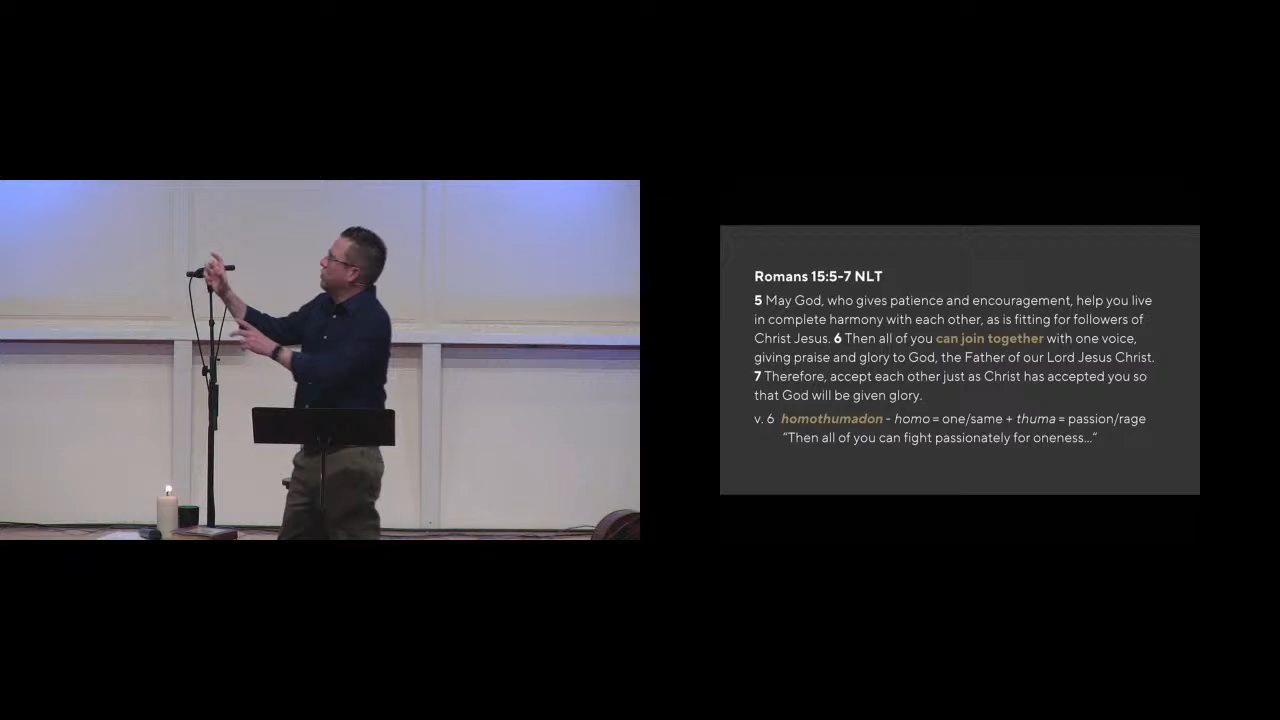 Romans 15:5-7 NLT
5 May God, who gives patience and encouragement, help you live
in complete harmony with each other, as is fitting for followers of
Christ Jesus. 6 Then all of you can join together with one voice,
giving praise and glory to God, the Father of our Lord Jesus Christ.
7 Therefore, accept each other just as Christ has accepted you so
that God will be given glory.
v. 6 homothumadon - homo = one/same + thuma = passion/rage
“Then all of you can fight passionately for oneness...“